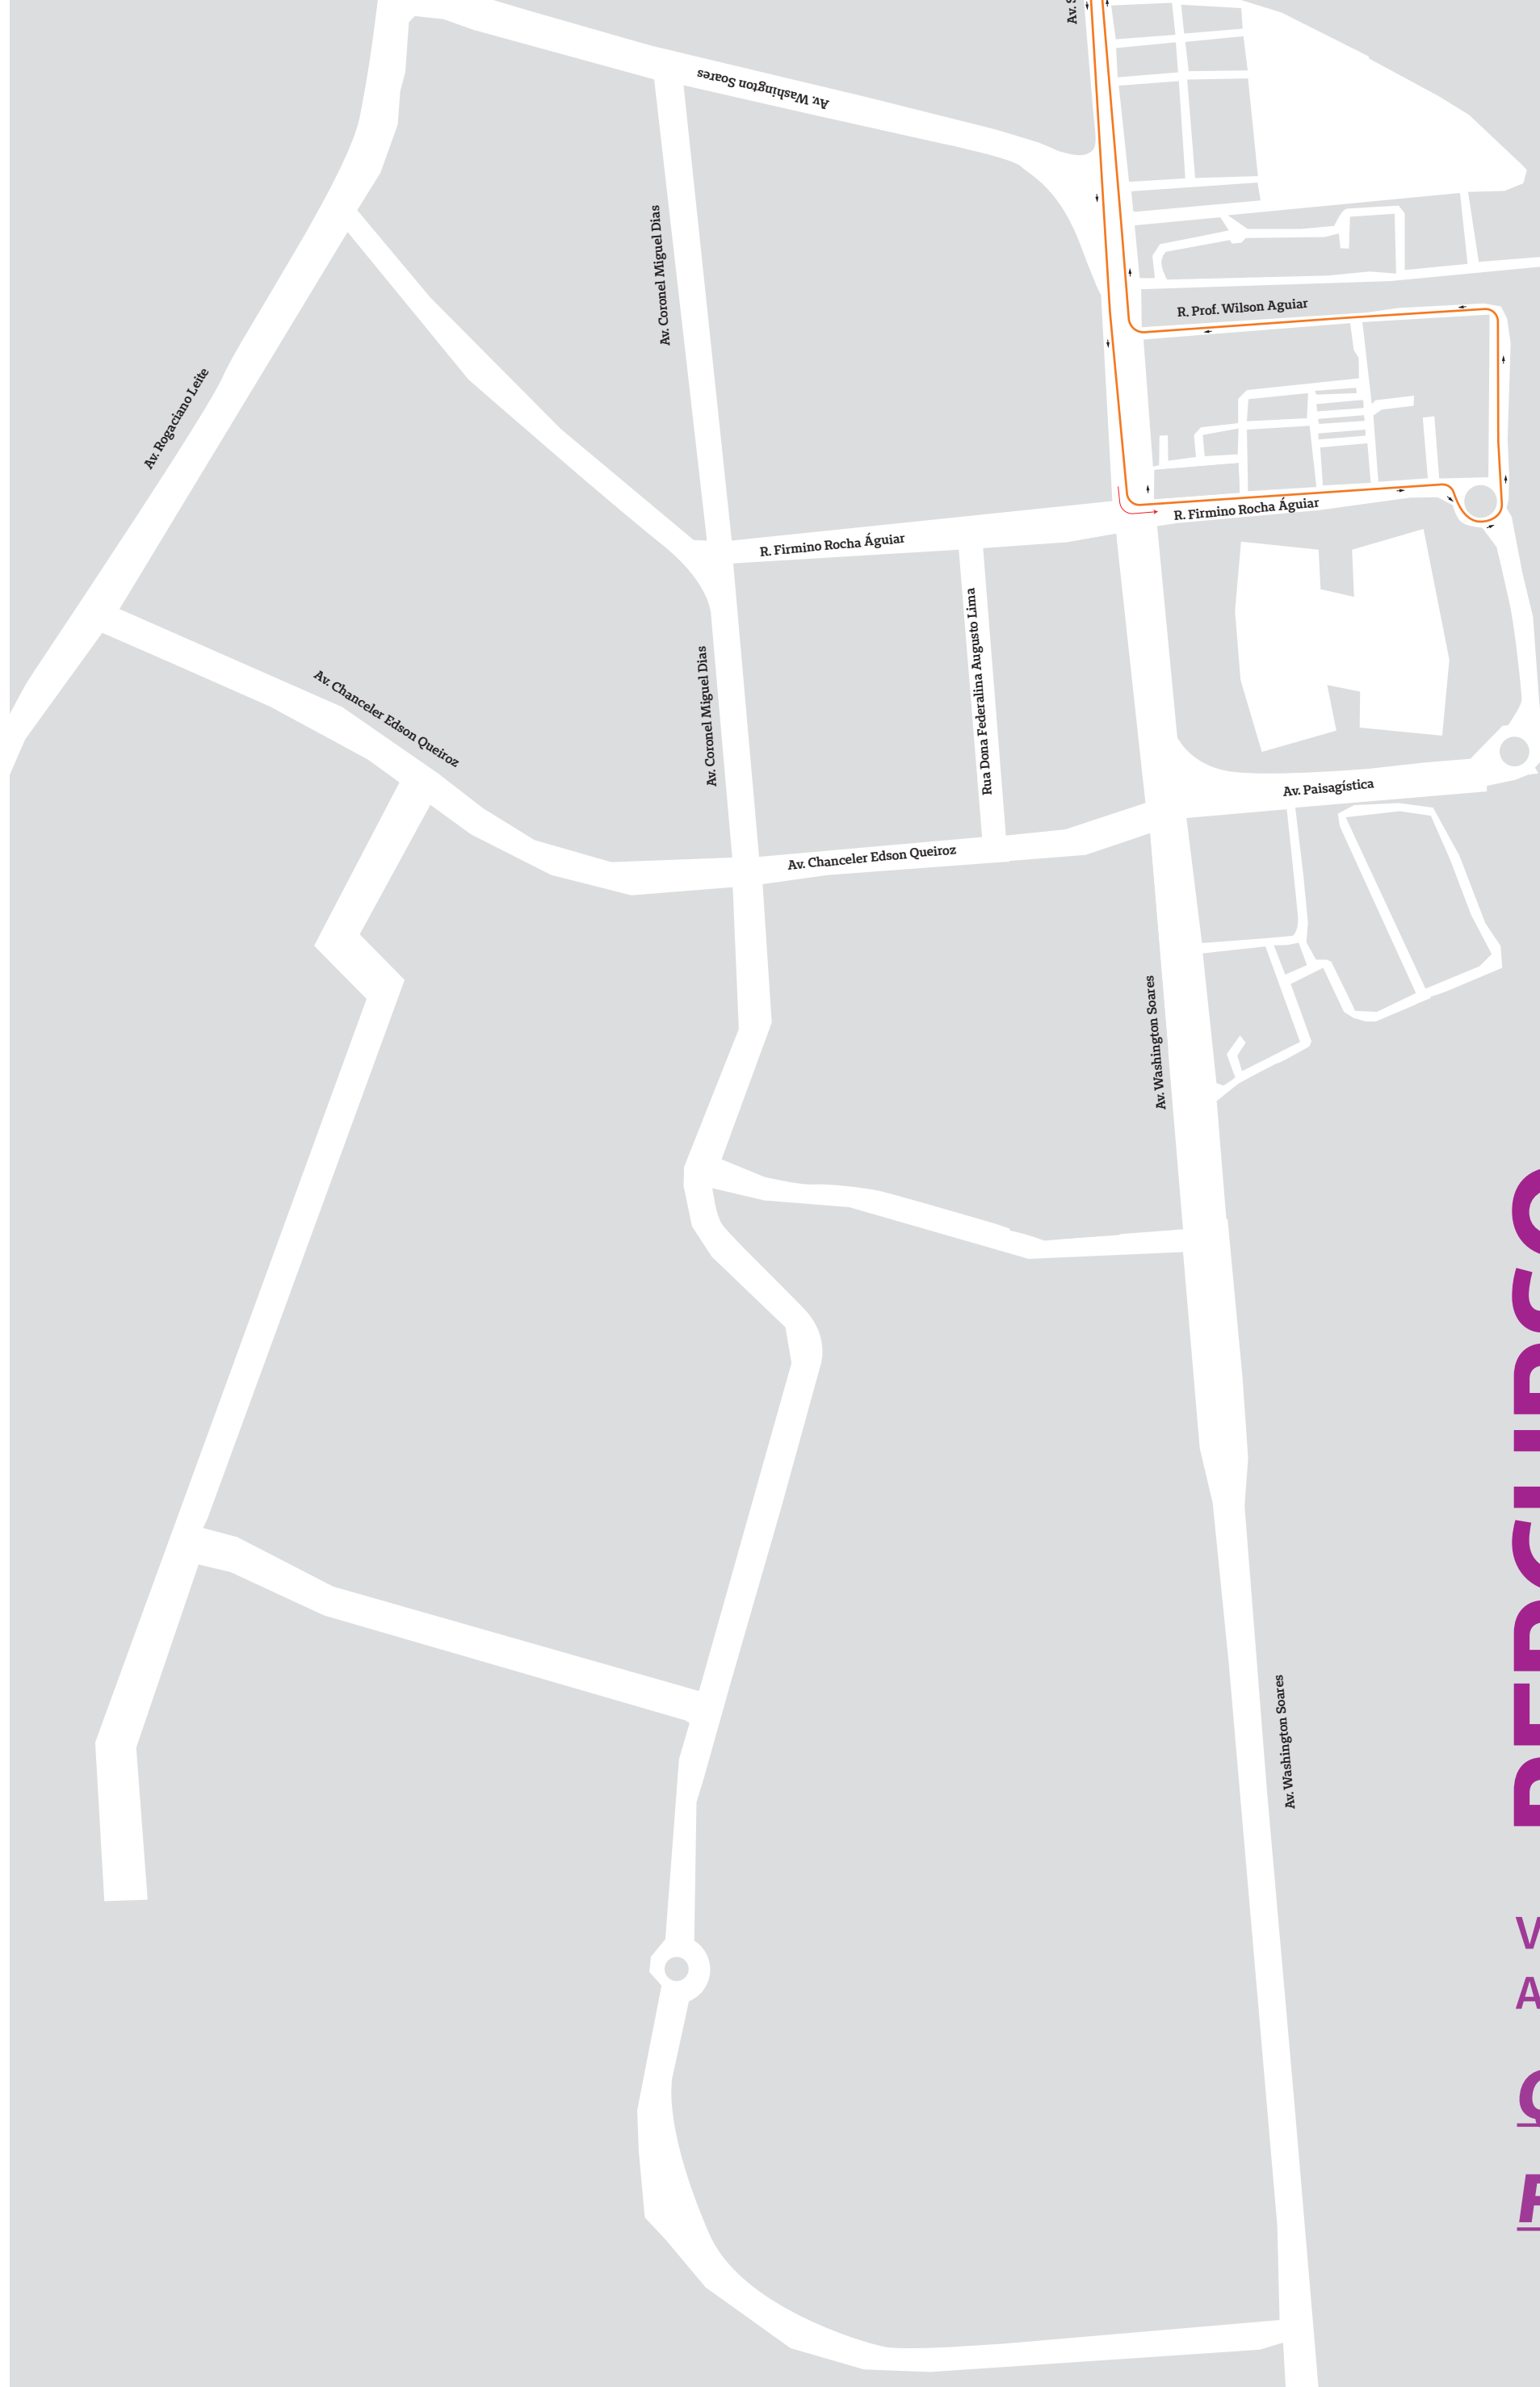 Av. Washington Soares
Av. Coronel Miguel Dias
R. Prof. Wilson Aguiar
Av. Rogaciano Leite
R. Firmino Rocha Águiar
R. Firmino Rocha Águiar
Rua Dona Federalina Augusto Lima
Av. Coronel Miguel Dias
Av. Chanceler Edson Queiroz
Av. Paisagística
Av. Chanceler Edson Queiroz
Av. Washington Soares
Av. Washington Soares